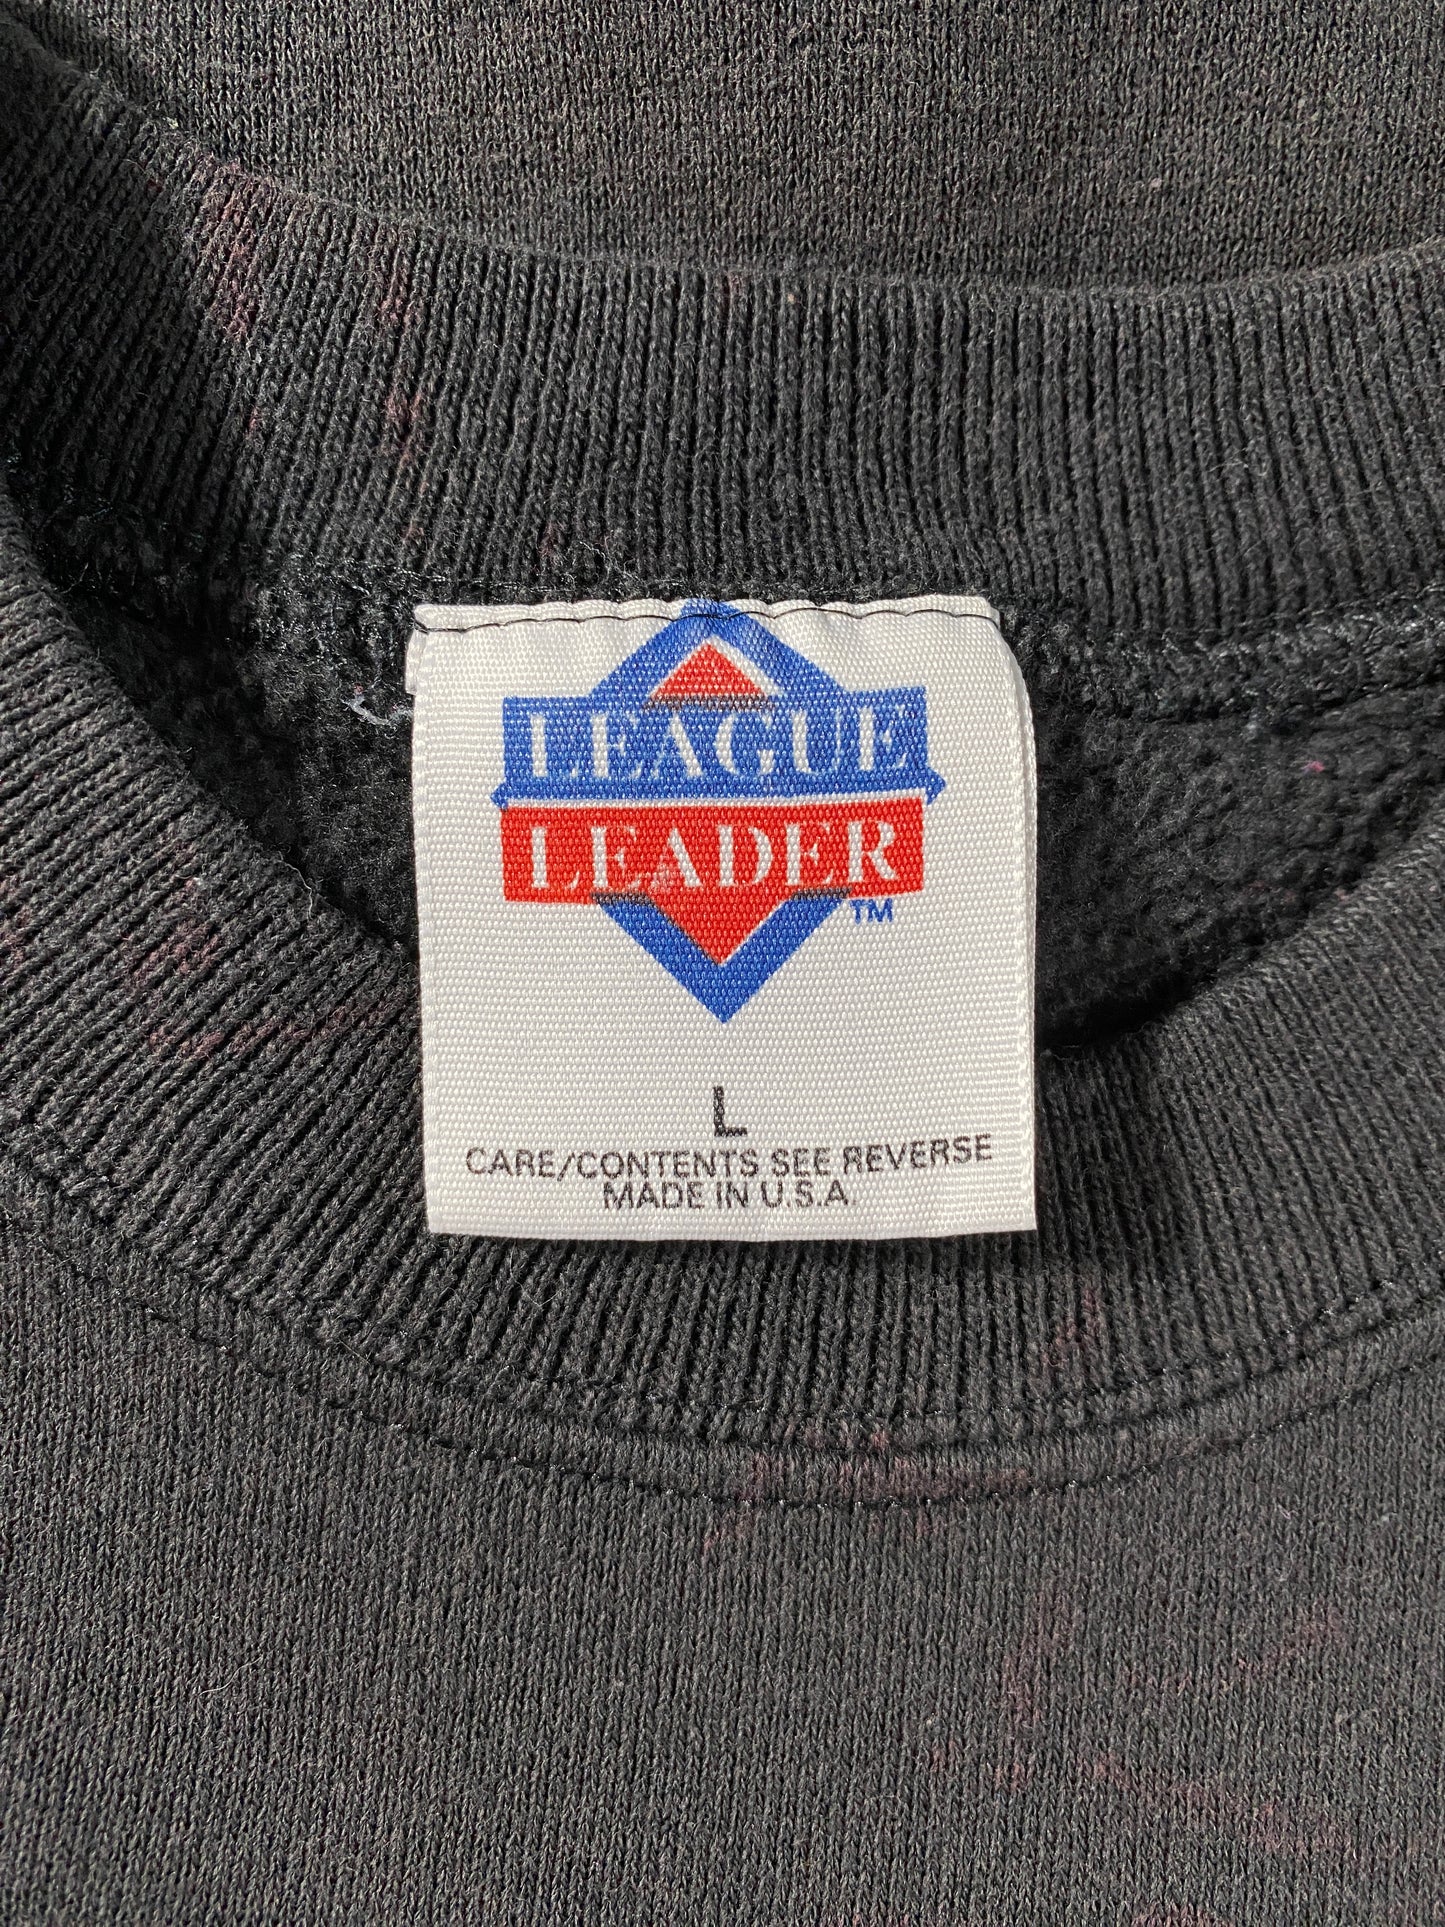 LEAGUE
LEADER
TM
L
CARE/CONTENTS SEE REVERSE
MADE IN U.S.A.